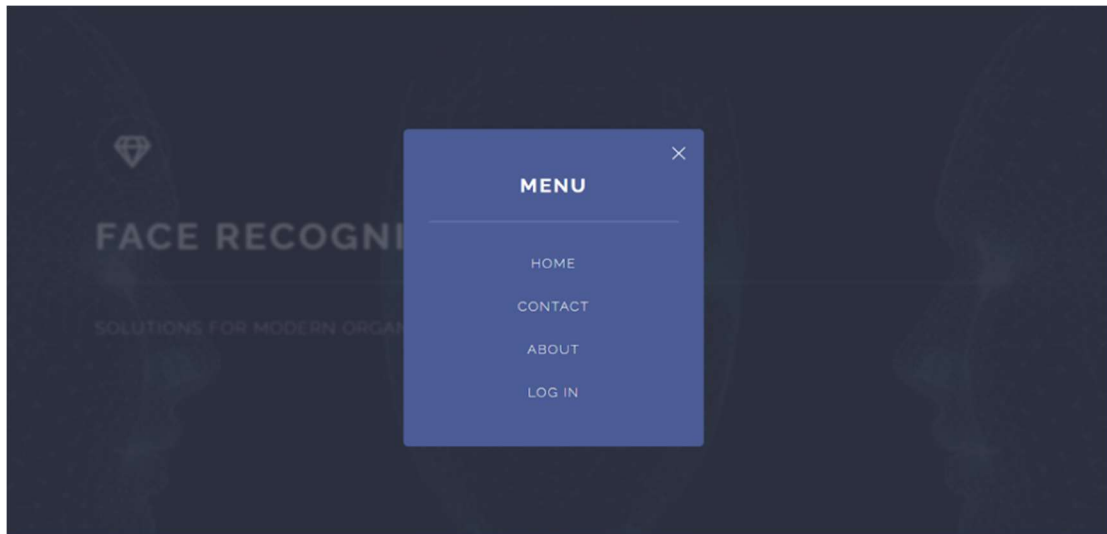 MENU
FACE RECOGNI
HOME
CONTACT
SOLUTIONS FOR MODERN ORGAN
ABOUT
LOG IN